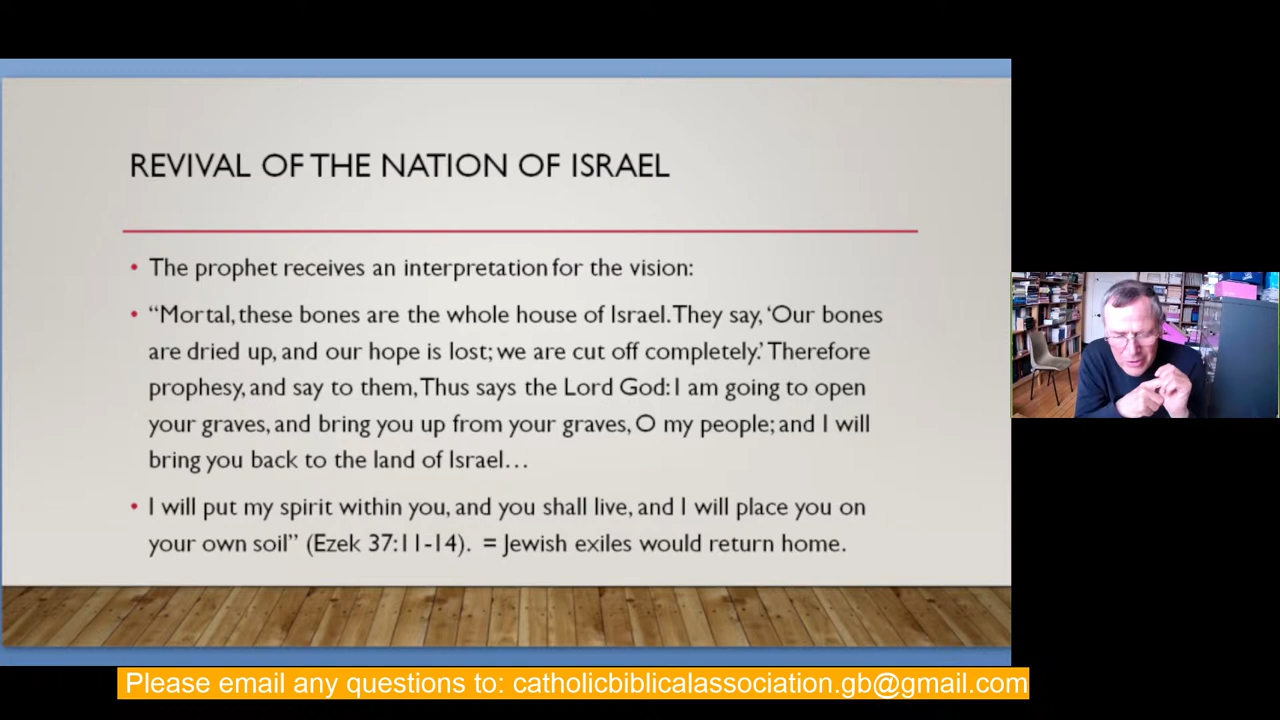 REVIVAL OF THE NATION OF ISRAEL
• The prophet receives an interpretation for the vision:
• “Mortal, these bones are the whole house of Israel. They say, ‘Our bones
are dried up, and our hope is lost; we are cut off completely.’ Therefore
prophesy, and say to them, Thus says the Lord God: I am going to open
your graves, and bring you up from your graves, O my people; and I will
bring you back to the land of Israel…
• I will put my spirit within you, and you shall live, and I will place you on
your own soil” (Ezek 37:11-14). = Jewish exiles would return home.
Please email any questions to: catholicbiblicalassociation.gb@gmail.com